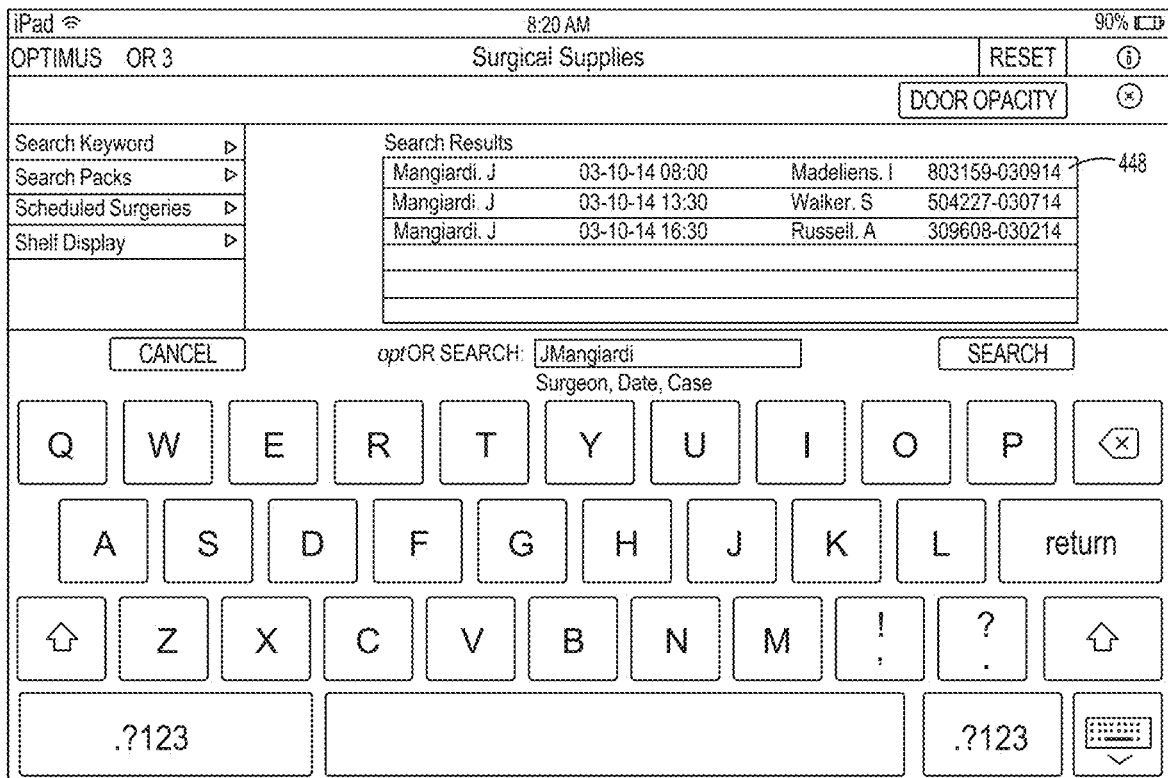 iPad 8:20 AM 90%
OPTIMUS OR 3 Surgical Supplies RESET
DOOR OPACITY
Search Keyword
Search Packs
Scheduled Surgeries
Shelf Display
Search Results
Mangiardi. J 03-10-14 08:00 Madeliens. I 803159-030914 448
Mangiardi. J 03-10-14 13:30 Walker. S 504227-030714
Mangiardi. J 03-10-14 16:30 Russell. A 309608-030214
CANCEL optOR SEARCH: JMangiardi SEARCH
Surgeon, Date, Case
Q W E R T Y U I O P
A S D F G H J K L return
Z X C V B N M ! , ? .
.?123 .?123